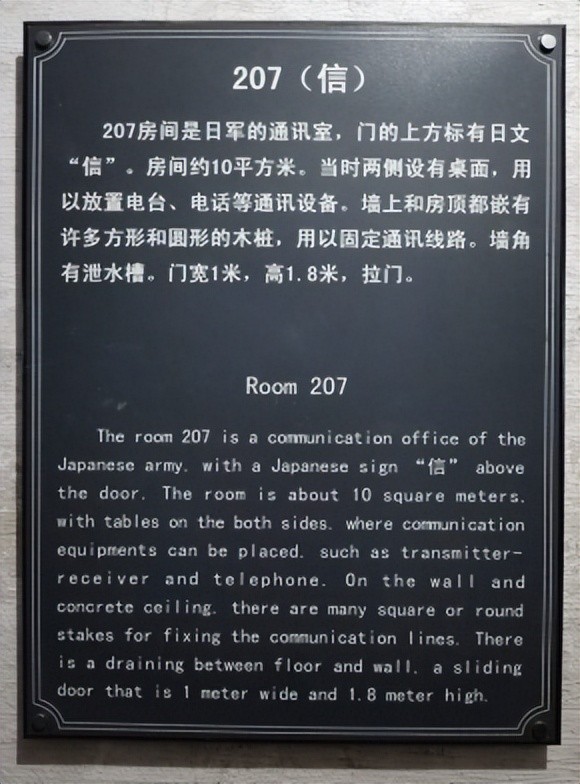 207（信）
207房间是日军的通讯室，门的上方标有日文
“信”。房间约10平方米。当时两侧设有桌面，用
以放置电台、电话等通讯设备。墙上和房顶都嵌有
许多方形和圆形的木桩，用以固定通讯线路。墙角
有泄水槽。门宽1米，高1.8米，拉门。
Room 207
The room 207 is a communication office of the
Japanese army. with a Japanese sign “信” above
the door. The room is about 10 square meters.
with tables on the both sides. where communication
equipments can be placed. such as transmitter-
receiver and telephone. On the wall and
concrete ceiling. there are many square or round
stakes for fixing the communication lines. There
is a draining between floor and wall. a sliding
door that is 1 meter wide and 1.8 meter high.